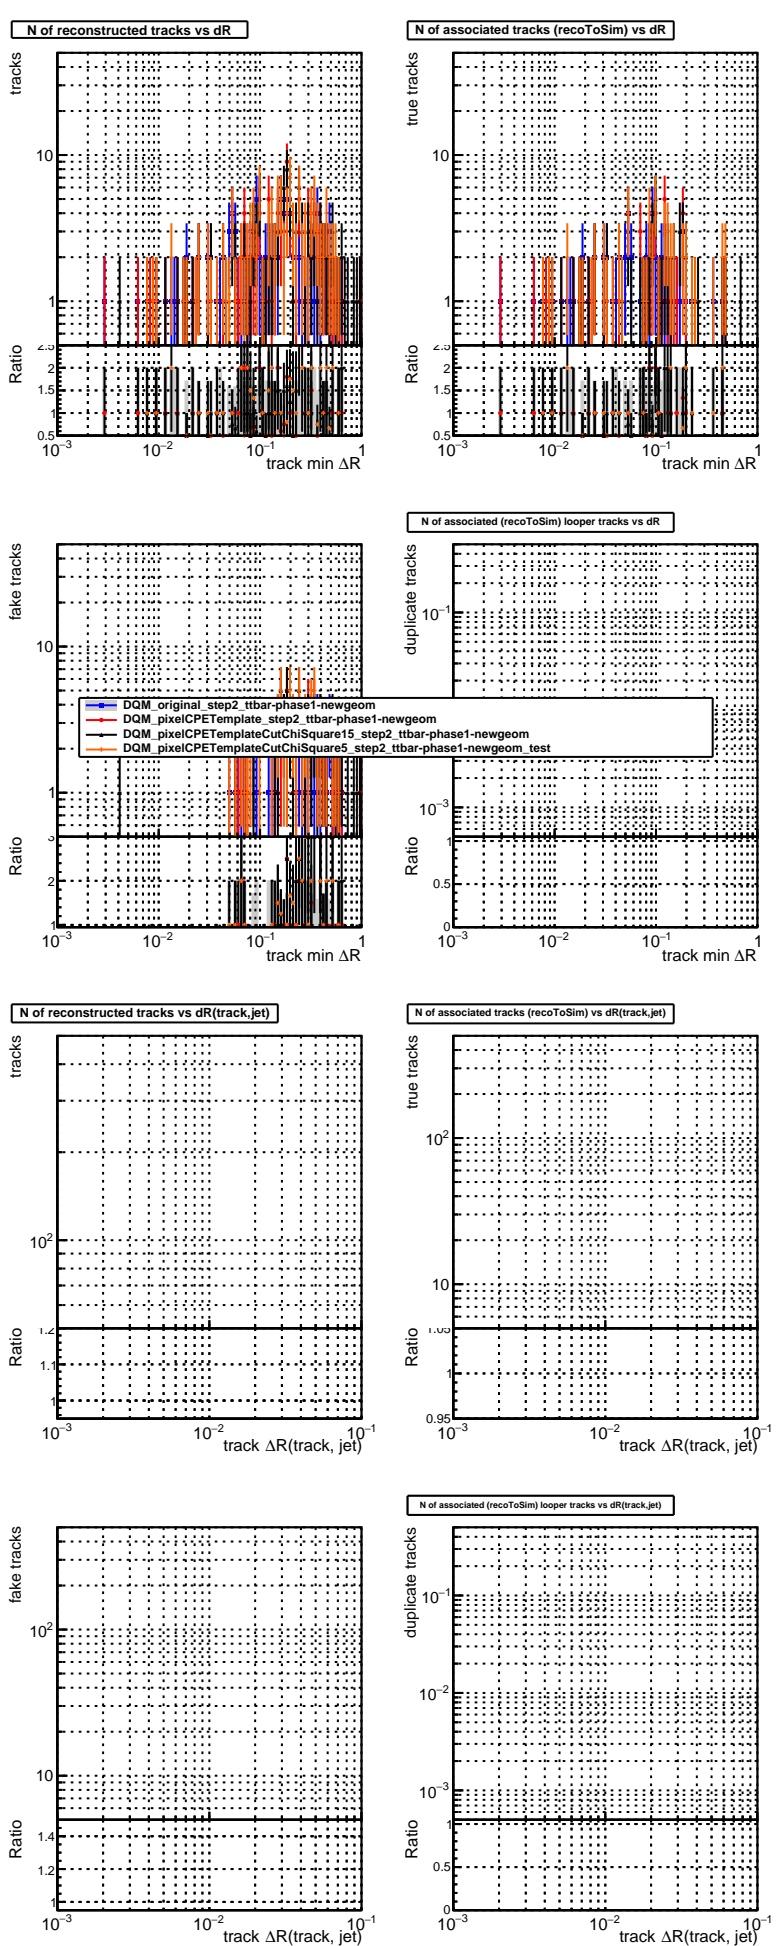 N of reconstructed tracks vs dR
tracks
10
1
Ratio
2.5
2
1.5
1
0.5
10−3
10−2
10−1
1
track min ΔR
N of associated tracks (recoToSim) vs dR
true tracks
10
1
Ratio
2.5
2
1.5
1
0.5
10−3
10−2
10−1
1
track min ΔR
fake tracks
10
1
Ratio
3
2
1
10−3
10−2
10−1
1
track min ΔR
N of associated (recoToSim) looper tracks vs dR
duplicate tracks
10−1
10−3
Ratio
1
0.5
0
10−3
10−2
10−1
1
track min ΔR
DQM_original_step2_ttbar-phase1-newgeom
DQM_pixelCPETemplate_step2_ttbar-phase1-newgeom
DQM_pixelCPETemplateCutChiSquare15_step2_ttbar-phase1-newgeom
DQM_pixelCPETemplateCutChiSquare5_step2_ttbar-phase1-newgeom_test
N of reconstructed tracks vs dR(track,jet)
tracks
102
Ratio
1.2
1.1
1
10−3
10−2
10−1
track ΔR(track, jet)
N of associated tracks (recoToSim) vs dR(track,jet)
true tracks
102
10
Ratio
1.05
1
0.95
10−3
10−2
10−1
track ΔR(track, jet)
fake tracks
102
10
Ratio
1.4
1.2
1
10−3
10−2
10−1
track ΔR(track, jet)
N of associated (recoToSim) looper tracks vs dR(track,jet)
duplicate tracks
10−1
10−2
10−3
Ratio
1
0.5
0
10−3
10−2
10−1
track ΔR(track, jet)